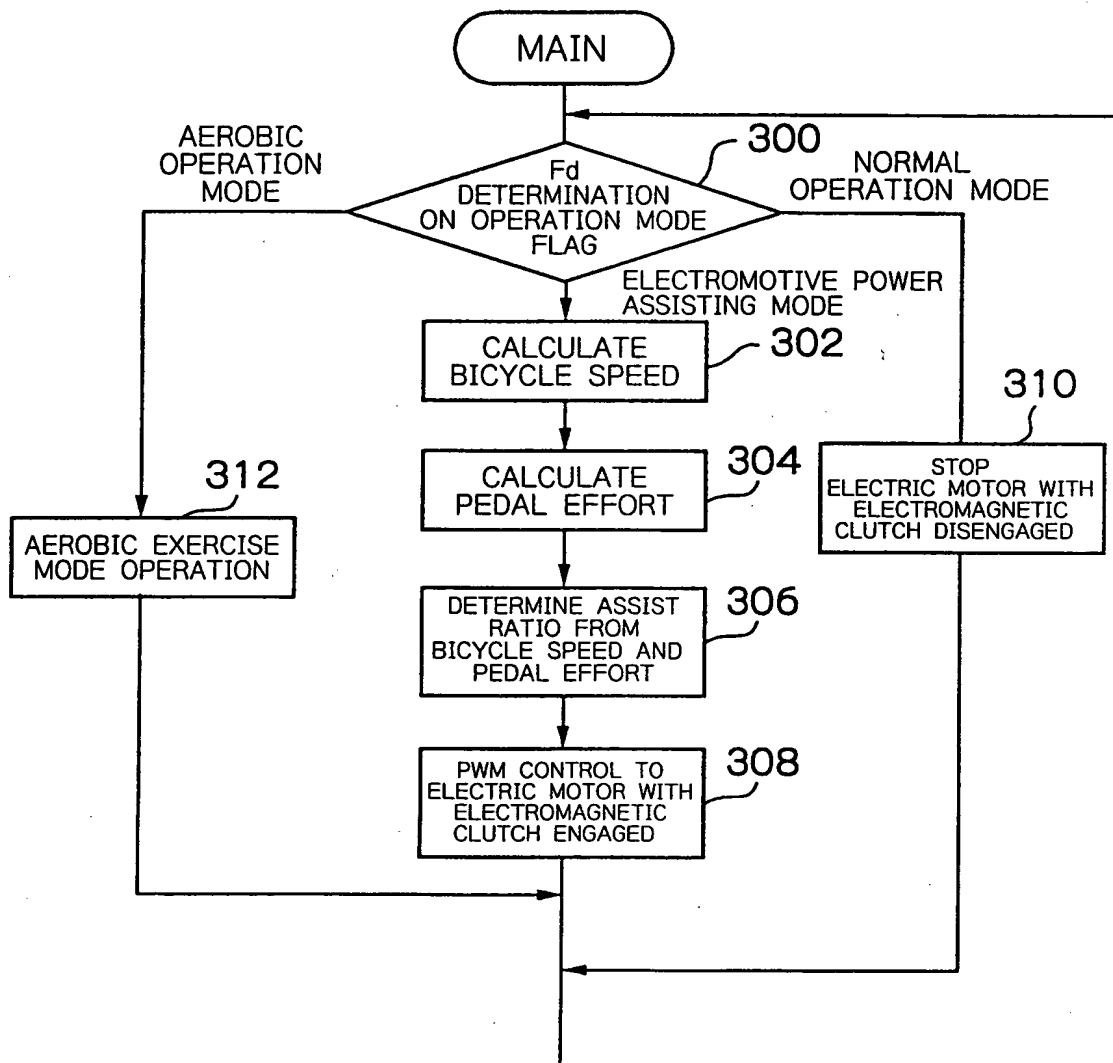 MAIN
AEROBIC
OPERATION
MODE
300
NORMAL
OPERATION MODE
Fd
DETERMINATION
ON OPERATION MODE
FLAG
ELECTROMOTIVE POWER
ASSISTING MODE
302
CALCULATE
BICYCLE SPEED
310
304
CALCULATE
PEDAL EFFORT
STOP
ELECTRIC MOTOR WITH
ELECTROMAGNETIC
CLUTCH DISENGAGED
312
AEROBIC EXERCISE
MODE OPERATION
306
DETERMINE ASSIST
RATIO FROM
BICYCLE SPEED AND
PEDAL EFFORT
308
PWM CONTROL TO
ELECTRIC MOTOR WITH
ELECTROMAGNETIC
CLUTCH ENGAGED